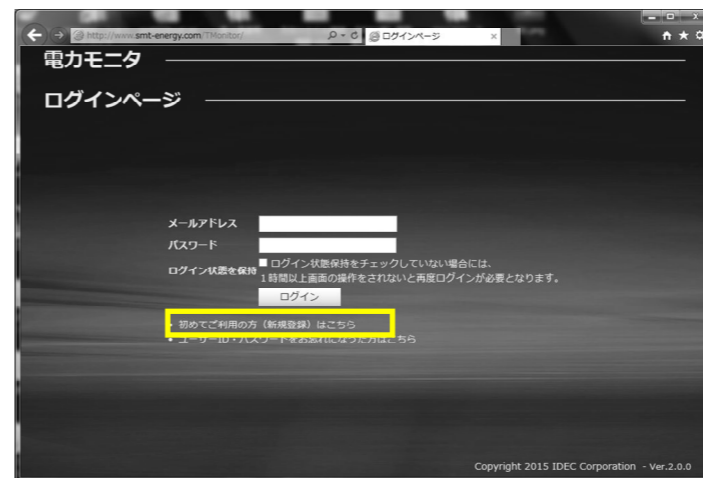 http://www.smt-energy.com/TMonitor/ ログインページ x
電力モニタ
ログインページ
メールアドレス
パスワード
ログイン状態を保持 ログイン状態保持をチェックしていない場合には、
1時間以上画面の操作をされないと再度ログインが必要となります。
ログイン
初めてご利用の方（新規登録）はこちら
• ユーザーID・パスワードをお忘れになった方はこちら
Copyright 2015 IDEC Corporation - Ver.2.0.0